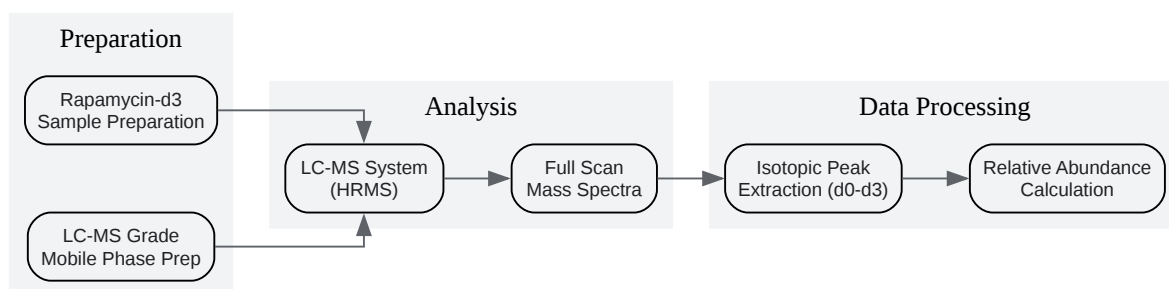 Preparation
Rapamycin-d3
Sample Preparation
LC-MS Grade
Mobile Phase Prep
Analysis
LC-MS System
(HRMS)
Full Scan
Mass Spectra
Data Processing
Isotopic Peak
Extraction (d0-d3)
Relative Abundance
Calculation